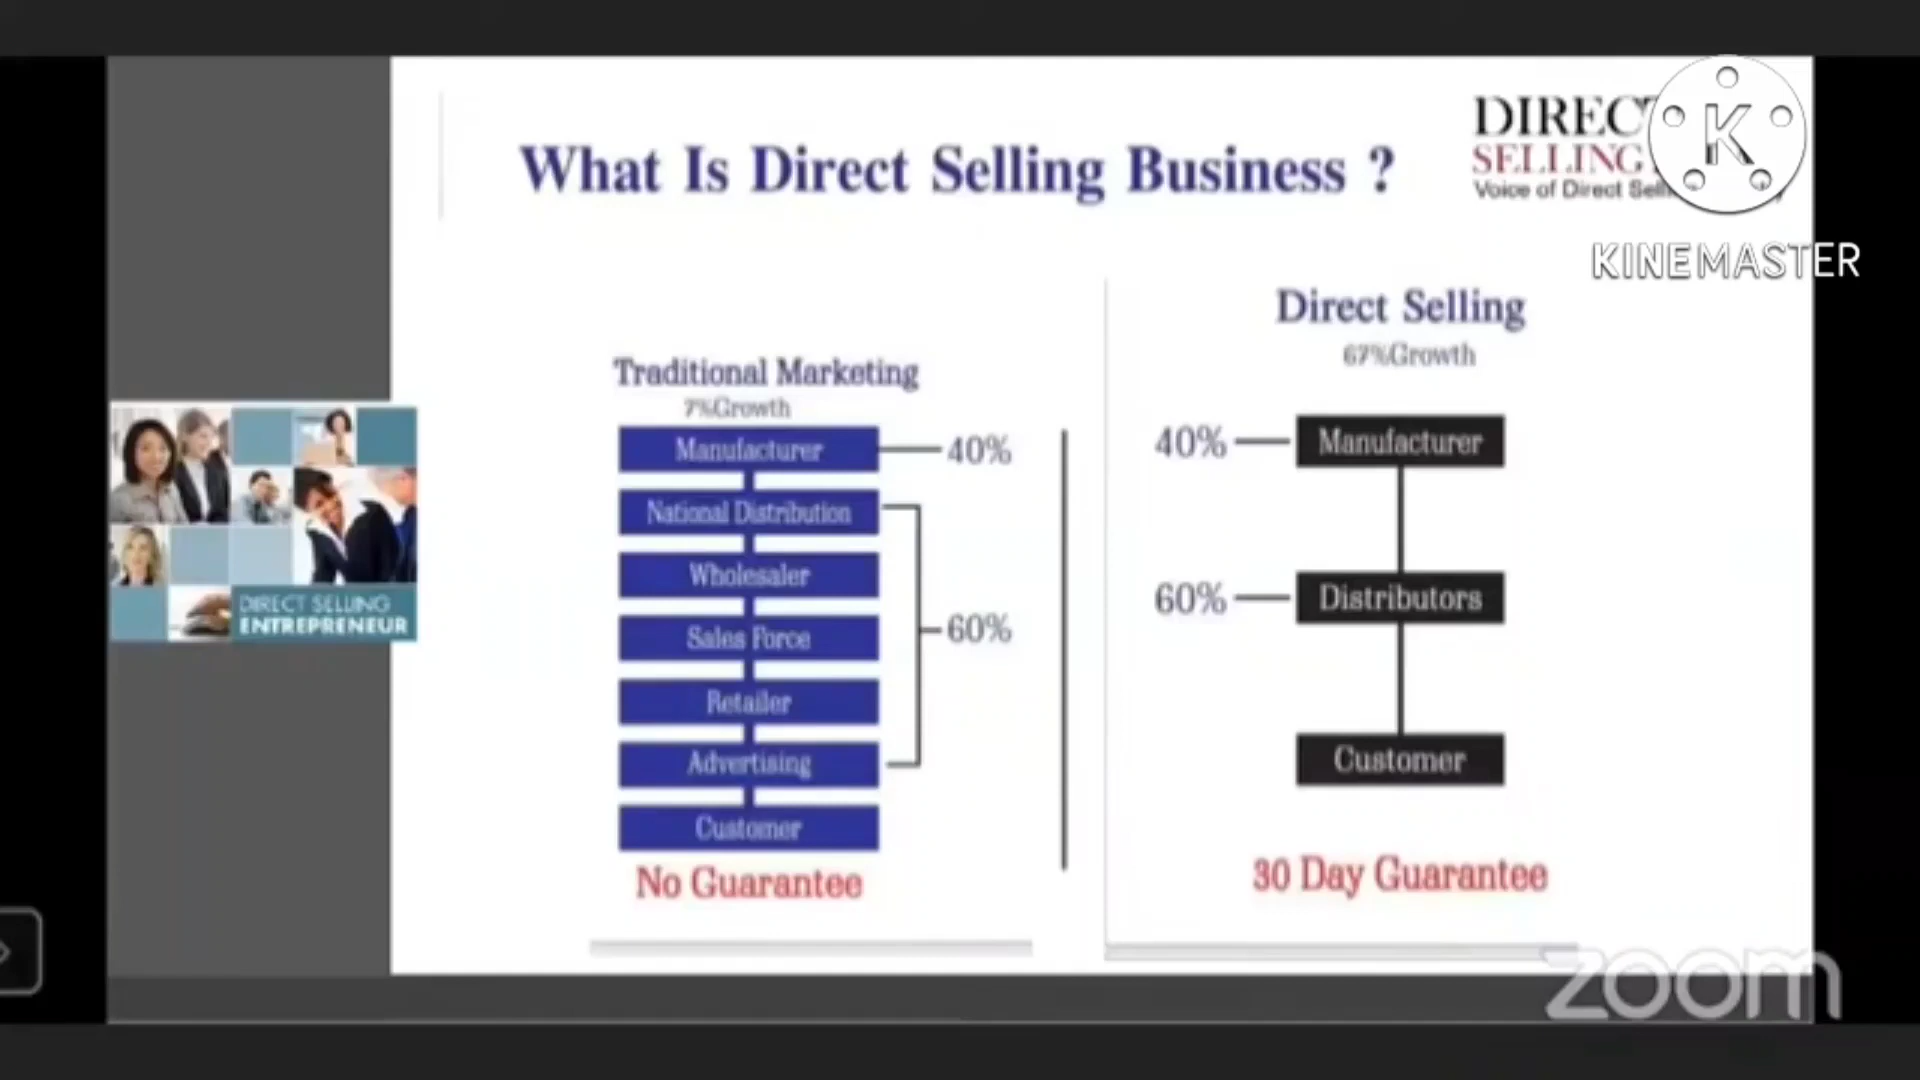 What Is Direct Selling Business ?
DIREC
SELLING
Voice of Direct Sell
KINEMASTER
Traditional Marketing
7%Growth
Manufacturer
40%
National Distribution
Wholesaler
Sales Force
60%
Retailer
Advertising
Customer
No Guarantee
Direct Selling
67%Growth
40%
Manufacturer
60%
Distributors
Customer
30 Day Guarantee
DIRECT SELLING
ENTREPRENEUR
zoom